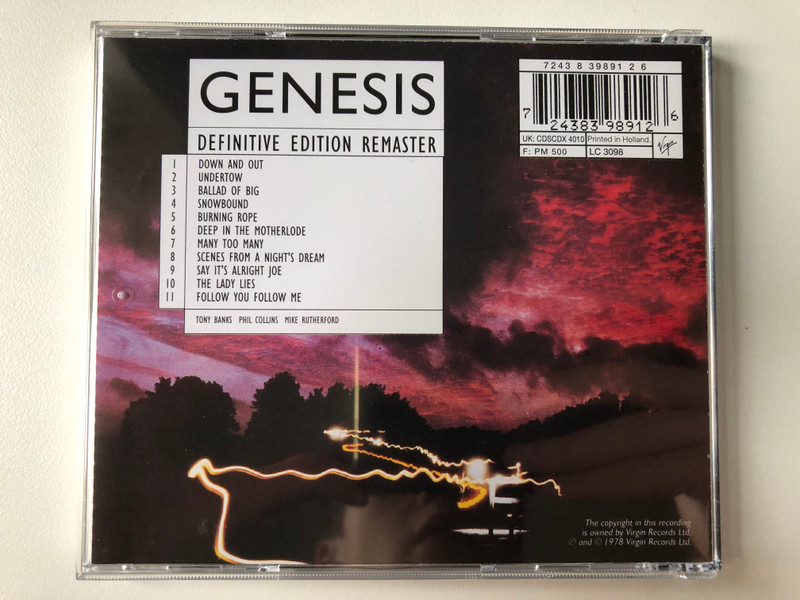 GENESIS
DEFINITIVE EDITION REMASTER
1 DOWN AND OUT
2 UNDERTOW
3 BALLAD OF BIG
4 SNOWBOUND
5 BURNING ROPE
6 DEEP IN THE MOTHERLODE
7 MANY TOO MANY
8 SCENES FROM A NIGHT'S DREAM
9 SAY IT'S ALRIGHT JOE
10 THE LADY LIES
11 FOLLOW YOU FOLLOW ME
TONY BANKS PHIL COLLINS MIKE RUTHERFORD
7243 8 39891 2 6
7 24383 98912 6
UK: CDSCDX 4010 Printed in Holland.
F: PM 500 LC 3098 Virgin
The copyright in this recording
is owned by Virgin Records Ltd.
℗ and © 1978 Virgin Records Ltd.